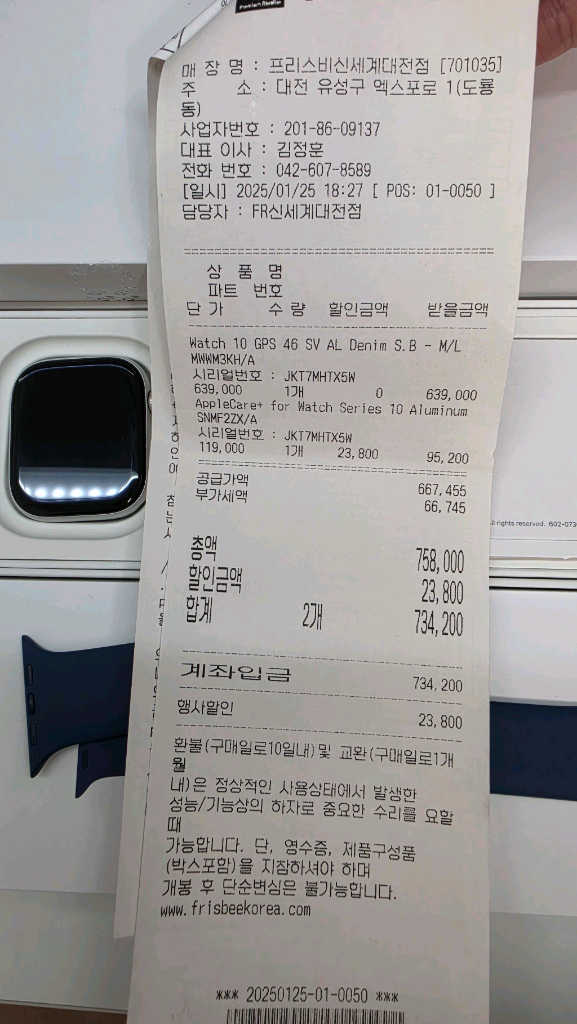 Premium Reseller
매 장 명 : 프리스비신세계대전점 [701035]
주 소 : 대전 유성구 엑스포로 1(도룡
동)
사업자번호 : 201-86-09137
대표 이사 : 김정훈
전화 번호 : 042-607-8589
[일시] 2025/01/25 18:27 [ POS: 01-0050 ]
담당자 : FR신세계대전점
상 품 명
파트 번호
단 가 수 량 할인금액 받을금액
Watch 10 GPS 46 SV AL Denim S.B - M/L
MWWM3KH/A
시리얼번호 : JKT7MHTX5W
639,000 1개 0 639,000
AppleCare+ for Watch Series 10 Aluminum
SNMF2ZX/A
시리얼번호 : JKT7MHTX5W
119,000 1개 23,800 95,200
공급가액 667,455
부가세액 66,745
총액 758,000
할인금액 23,800
합계 2개 734,200
계좌입금 734,200
행사할인 23,800
환불(구매일로10일내)및 교환(구매일로1개
월
내)은 정상적인 사용상태에서 발생한
성능/기능상의 하자로 중요한 수리를 요할
때
가능합니다. 단, 영수증, 제품구성품
(박스포함)을 지참하셔야 하며
개봉 후 단순변심은 불가능합니다.
www.frisbeekorea.com
*** 20250125-01-0050 ***
rights reserved. 602-073